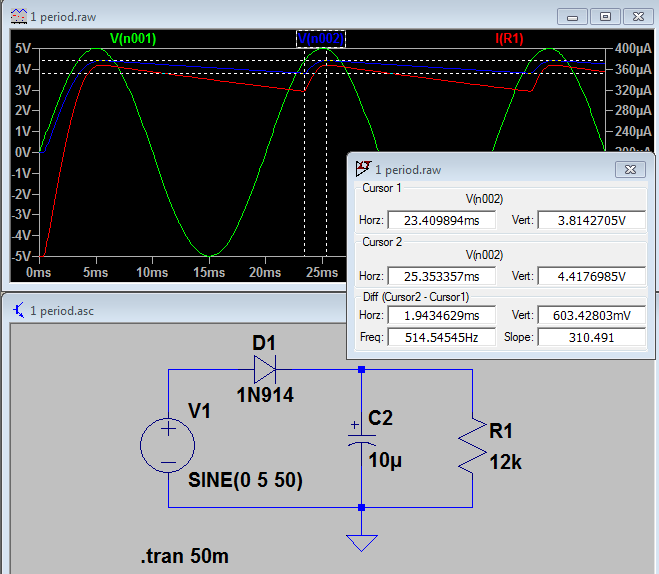 1 period.raw
V(n001) V(n002) I(R1)
5V 400µA
4V 360µA
3V 320µA
2V 280µA
1V 240µA
0V 200µA
-1V
-2V
-3V
-4V
-5V
0ms 5ms 10ms 15ms 20ms 25ms
1 period.raw
Cursor 1
V(n002)
Horz: 23.409894ms Vert: 3.8142705V
Cursor 2
V(n002)
Horz: 25.353357ms Vert: 4.4176985V
Diff (Cursor2 - Cursor1)
Horz: 1.9434629ms Vert: 603.42803mV
Freq: 514.54545Hz Slope: 310.491
1 period.asc
D1
1N914
V1
SINE(0 5 50)
C2
10µ
R1
12k
.tran 50m